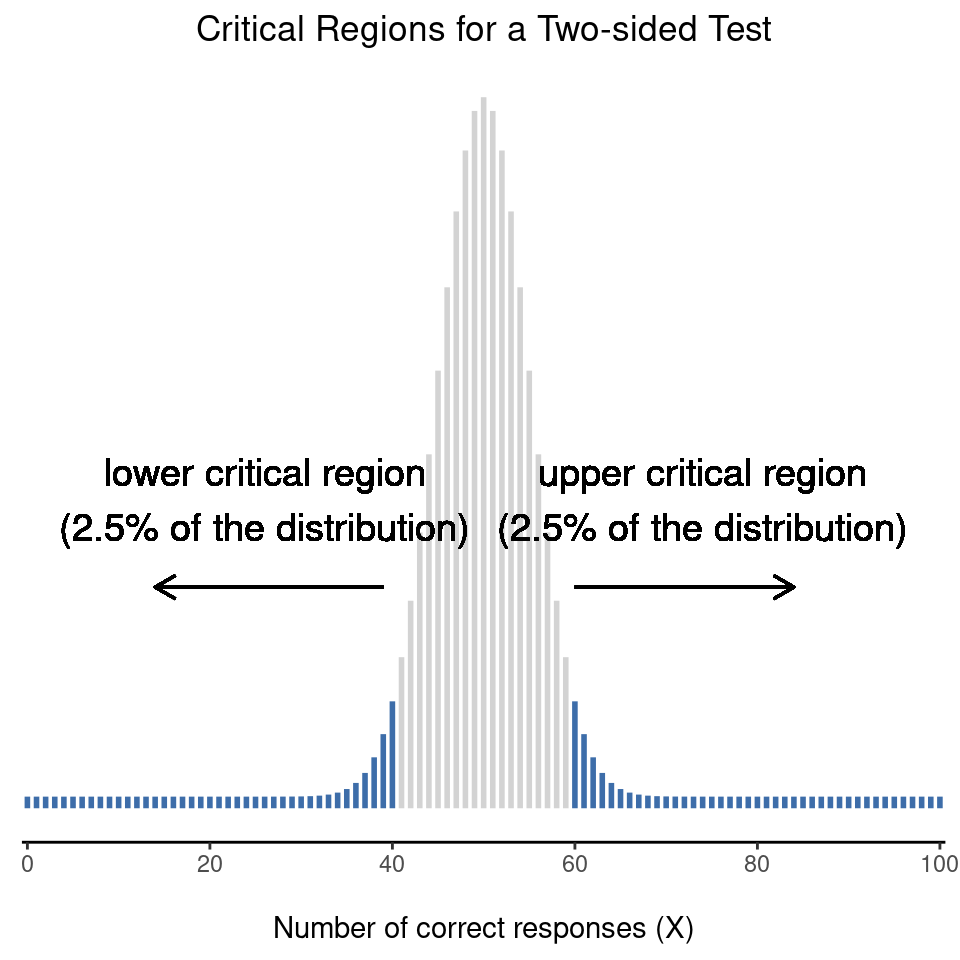 Critical Regions for a Two-sided Test
lower critical region
(2.5% of the distribution)
upper critical region
(2.5% of the distribution)
0 20 40 60 80 100
Number of correct responses (X)